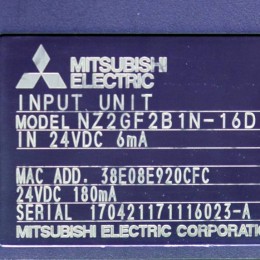 MITSUBISHI
ELECTRIC
INPUT UNIT
MODEL NZ2GF2B1N-16D
IN 24VDC 6mA
MAC ADD. 38E08E920CFC
24VDC 180mA
SERIAL 170421171116023-A
MITSUBISHI ELECTRIC CORPORATION